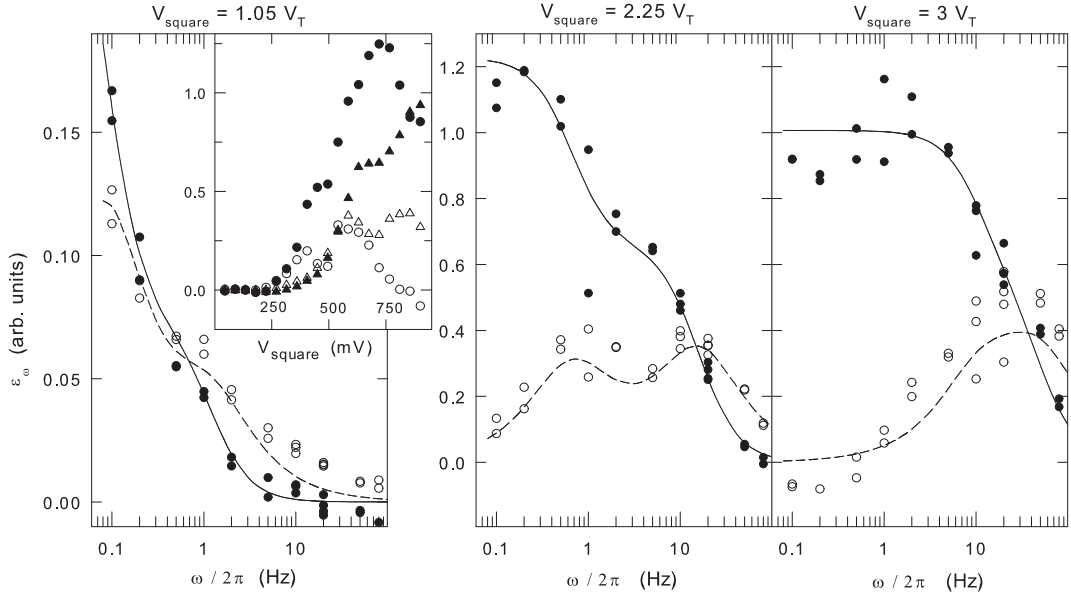 V_square = 1.05 V_T
V_square = 2.25 V_T
V_square = 3 V_T
ε_ω (arb. units)
0.15
0.10
0.05
0.00
1.0
0.5
0.0
250 500 750
V_square (mV)
1.2
1.0
0.8
0.6
0.4
0.2
0.0
0.1 1 10
0.1 1 10
0.1 1 10
ω / 2π (Hz)
ω / 2π (Hz)
ω / 2π (Hz)